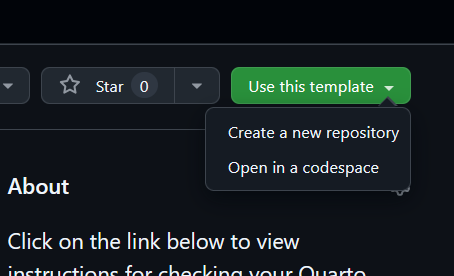 Star 0
Use this template
Create a new repository
Open in a codespace
About
Click on the link below to view
instructions for checking your Quarto